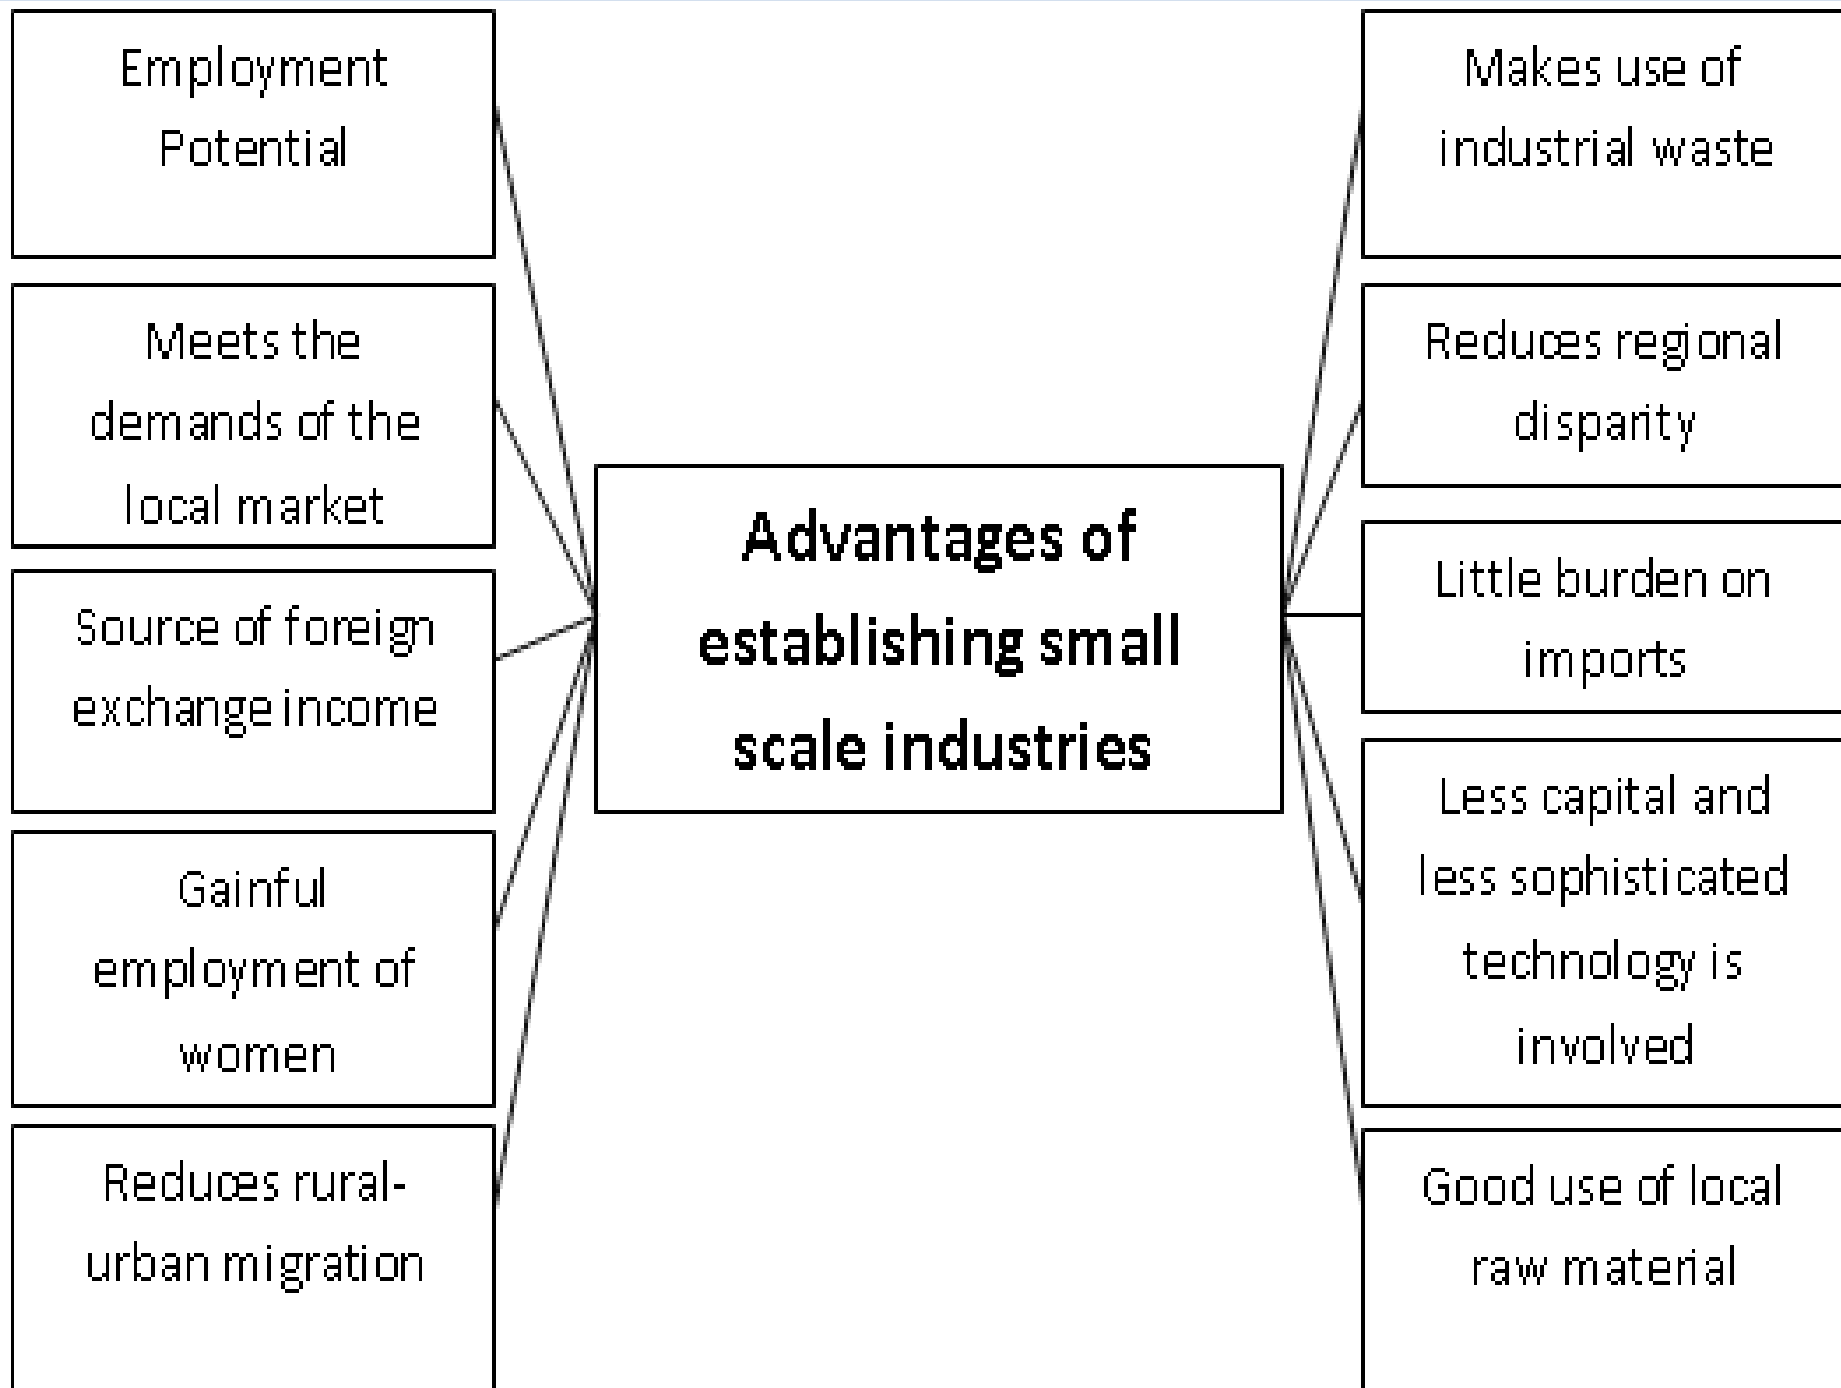 Employment
Potential
Meets the
demands of the
local market
Source of foreign
exchange income
Gainful
employment of
women
Reduces rural-
urban migration
Advantages of
establishing small
scale industries
Makes use of
industrial waste
Reduces regional
disparity
Little burden on
imports
Less capital and
less sophisticated
technology is
involved
Good use of local
raw material